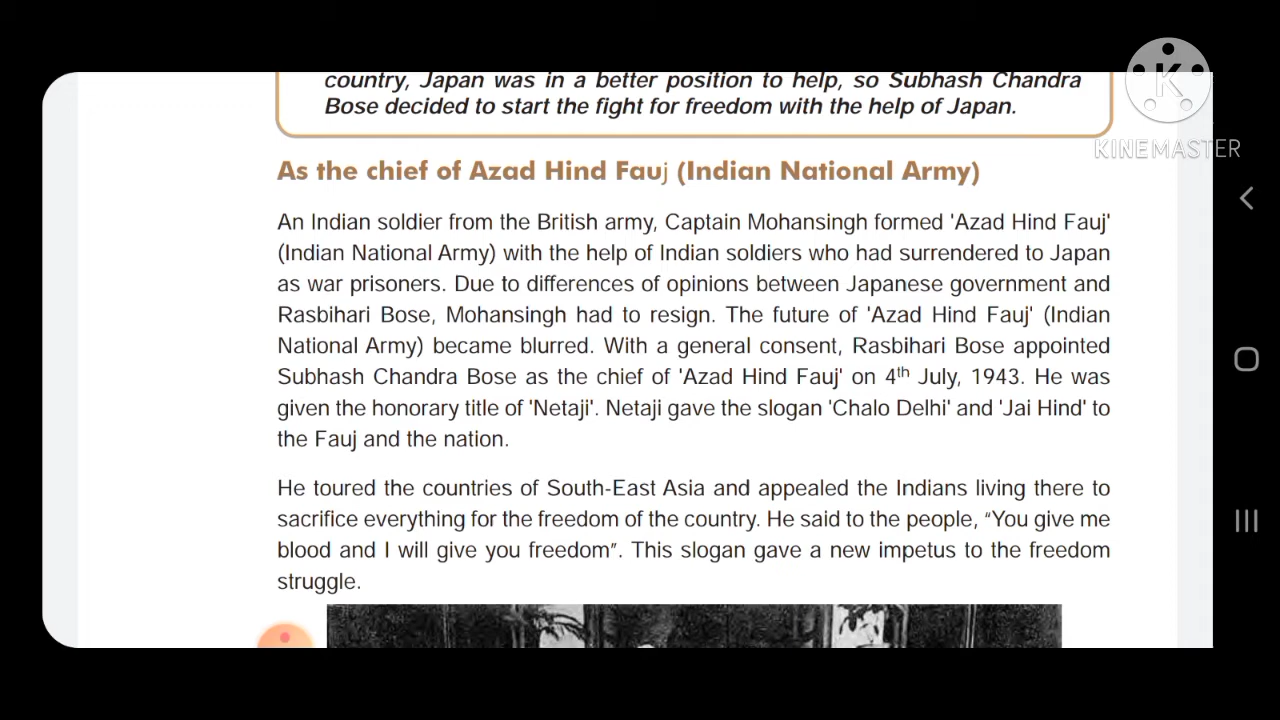 country, Japan was in a better position to help, so Subhash Chandra
Bose decided to start the fight for freedom with the help of Japan.
KINEMASTER
As the chief of Azad Hind Fauj (Indian National Army)
An Indian soldier from the British army, Captain Mohansingh formed 'Azad Hind Fauj'
(Indian National Army) with the help of Indian soldiers who had surrendered to Japan
as war prisoners. Due to differences of opinions between Japanese government and
Rasbihari Bose, Mohansingh had to resign. The future of 'Azad Hind Fauj' (Indian
National Army) became blurred. With a general consent, Rasbihari Bose appointed
Subhash Chandra Bose as the chief of 'Azad Hind Fauj' on 4th July, 1943. He was
given the honorary title of 'Netaji'. Netaji gave the slogan 'Chalo Delhi' and 'Jai Hind' to
the Fauj and the nation.
He toured the countries of South-East Asia and appealed the Indians living there to
sacrifice everything for the freedom of the country. He said to the people, “You give me
blood and I will give you freedom”. This slogan gave a new impetus to the freedom
struggle.